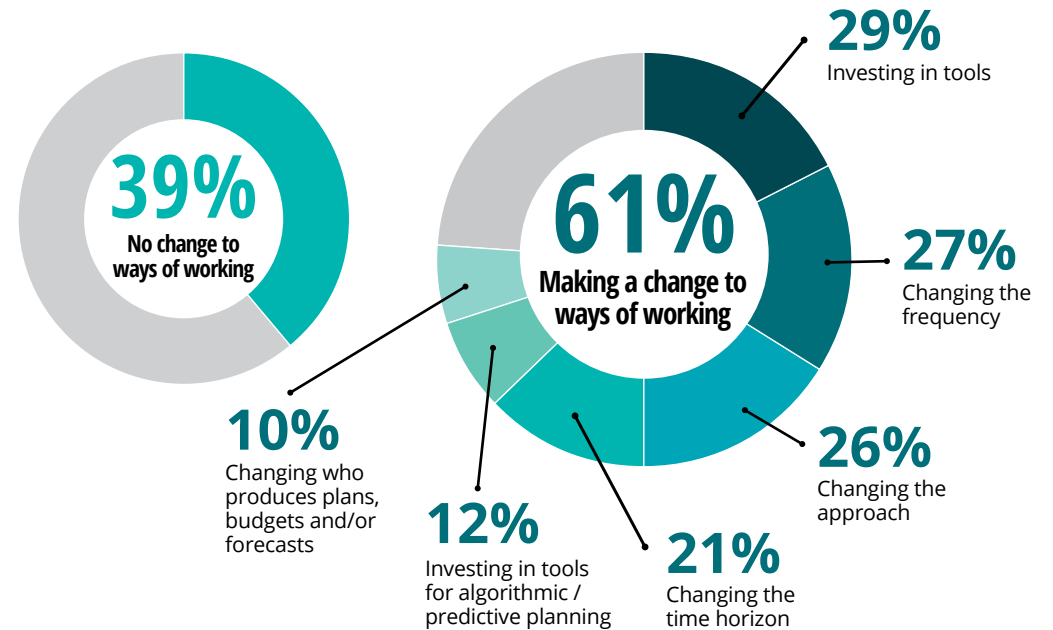 39%
No change to
ways of working
61%
Making a change to
ways of working
29%
Investing in tools
27%
Changing the
frequency
26%
Changing the
approach
21%
Changing the
time horizon
12%
Investing in tools
for algorithmic /
predictive planning
10%
Changing who
produces plans,
budgets and/or
forecasts